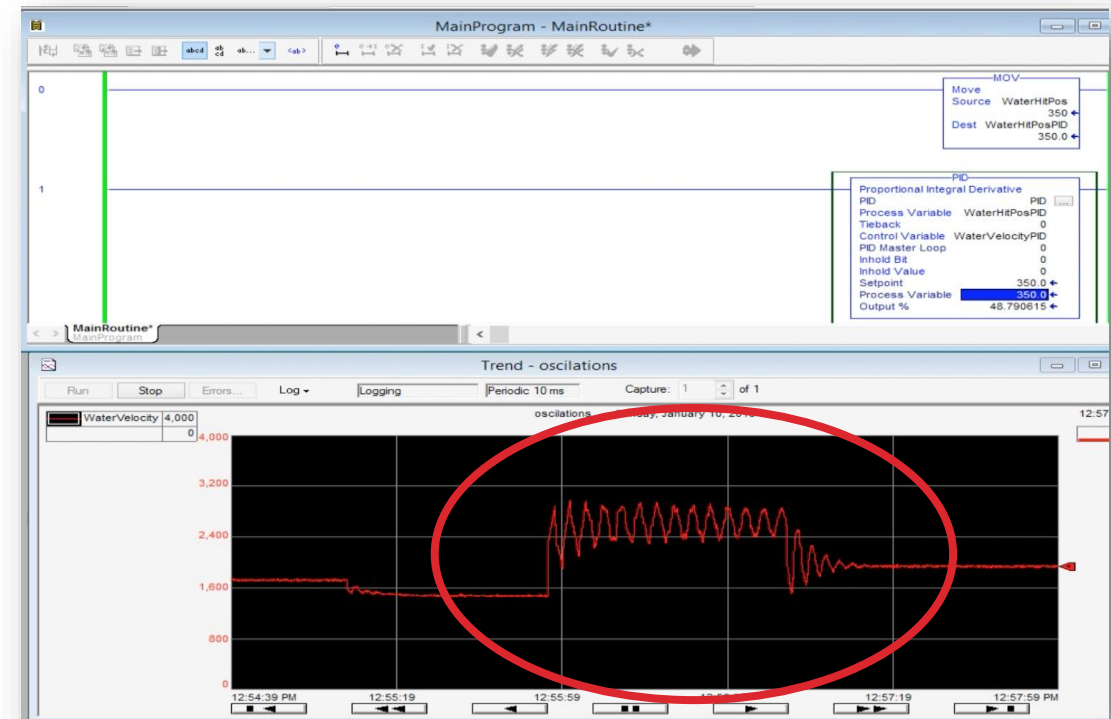 MainProgram - MainRoutine*
abcd ab cd ab... <ab>
0
MOV
Move
Source WaterHitPos
350
Dest WaterHitPosPID
350.0
1
PID
Proportional Integral Derivative
PID PID ...
Process Variable WaterHitPosPID
Tieback 0
Control Variable WaterVelocityPID
PID Master Loop 0
Inhold Bit 0
Inhold Value 0
Setpoint 350.0
Process Variable 350.0
Output % 48.790615
MainRoutine*
MainProgram
Trend - oscilations
Run Stop Errors... Log Logging Periodic 10 ms Capture: 1 of 1
WaterVelocity 4,000
0
oscilations
January
12:57
4,000
3,200
2,400
1,600
800
0
12:54:39 PM 12:55:19 12:55:59 12:57:19 12:57:59 PM